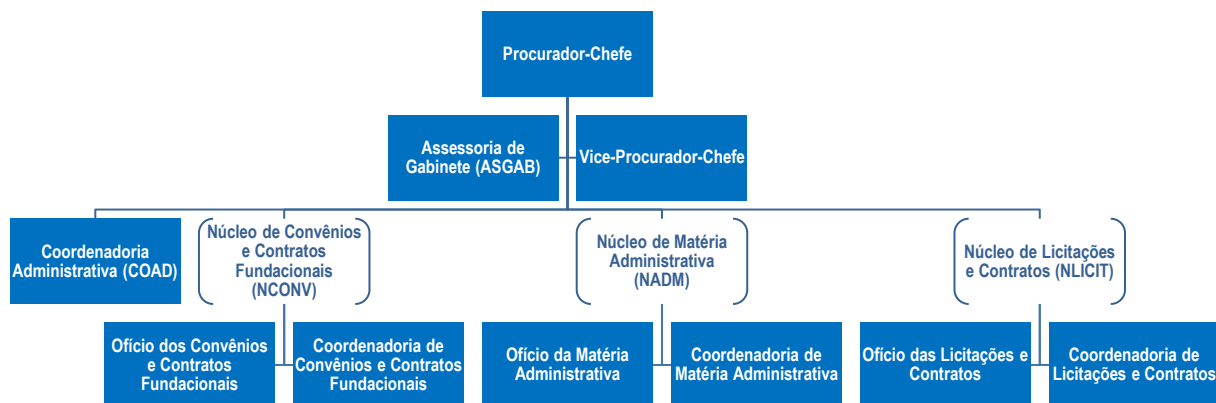 Procurador-Chefe
Assessoria de
Gabinete (ASGAB)
Vice-Procurador-Chefe
Coordenadoria
Administrativa (COAD)
Núcleo de Convênios
e Contratos
Fundacionais
(NCONV)
Núcleo de Matéria
Administrativa
(NADM)
Núcleo de Licitações
e Contratos (NLICIT)
Ofício dos Convênios
e Contratos
Fundacionais
Coordenadoria de
Convênios e Contratos
Fundacionais
Ofício da Matéria
Administrativa
Coordenadoria de
Matéria Administrativa
Ofício das Licitações e
Contratos
Coordenadoria de
Licitações e Contratos